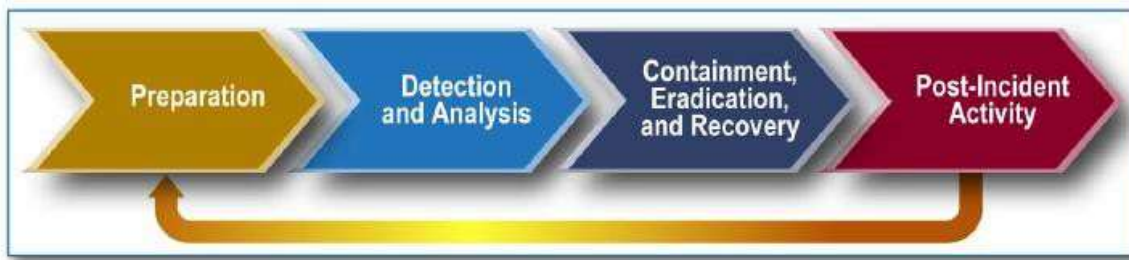 Preparation
Detection
and Analysis
Containment,
Eradication,
and Recovery
Post-Incident
Activity